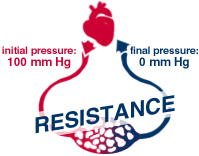 initial pressure:
100 mm Hg
final pressure:
0 mm Hg
RESISTANCE